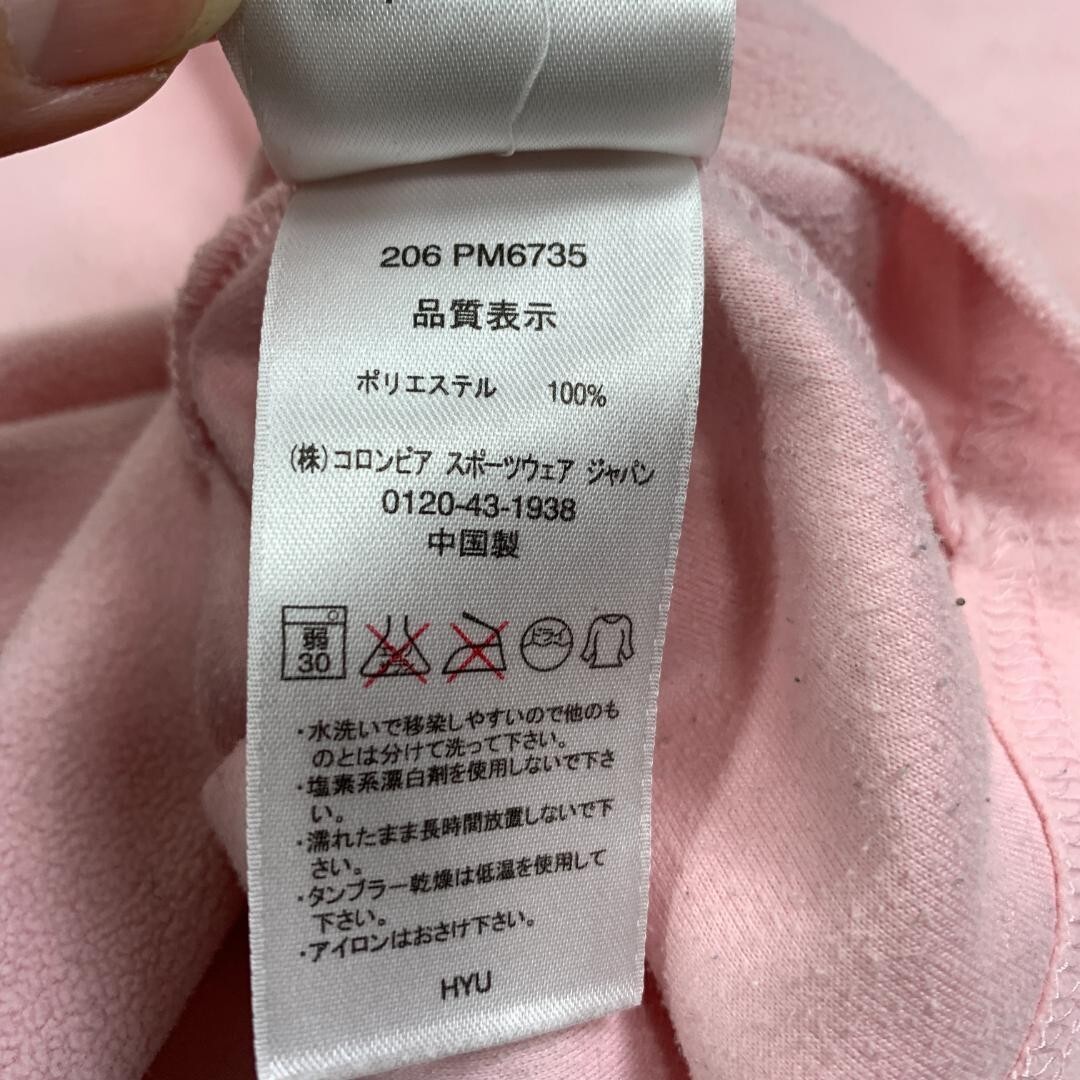 206 PM6735
品質表示
ポリエステル 100%
(株)コロンビア スポーツウェア ジャパン
0120-43-1938
中国製
弱
30
ドライ
・水洗いで移染しやすいので他のも
のとは分けて洗って下さい。
・塩素系漂白剤を使用しないで下さ
い。
・濡れたまま長時間放置しないで下
さい。
・タンブラー乾燥は低温を使用して
下さい。
・アイロンはおさけ下さい。
HYU